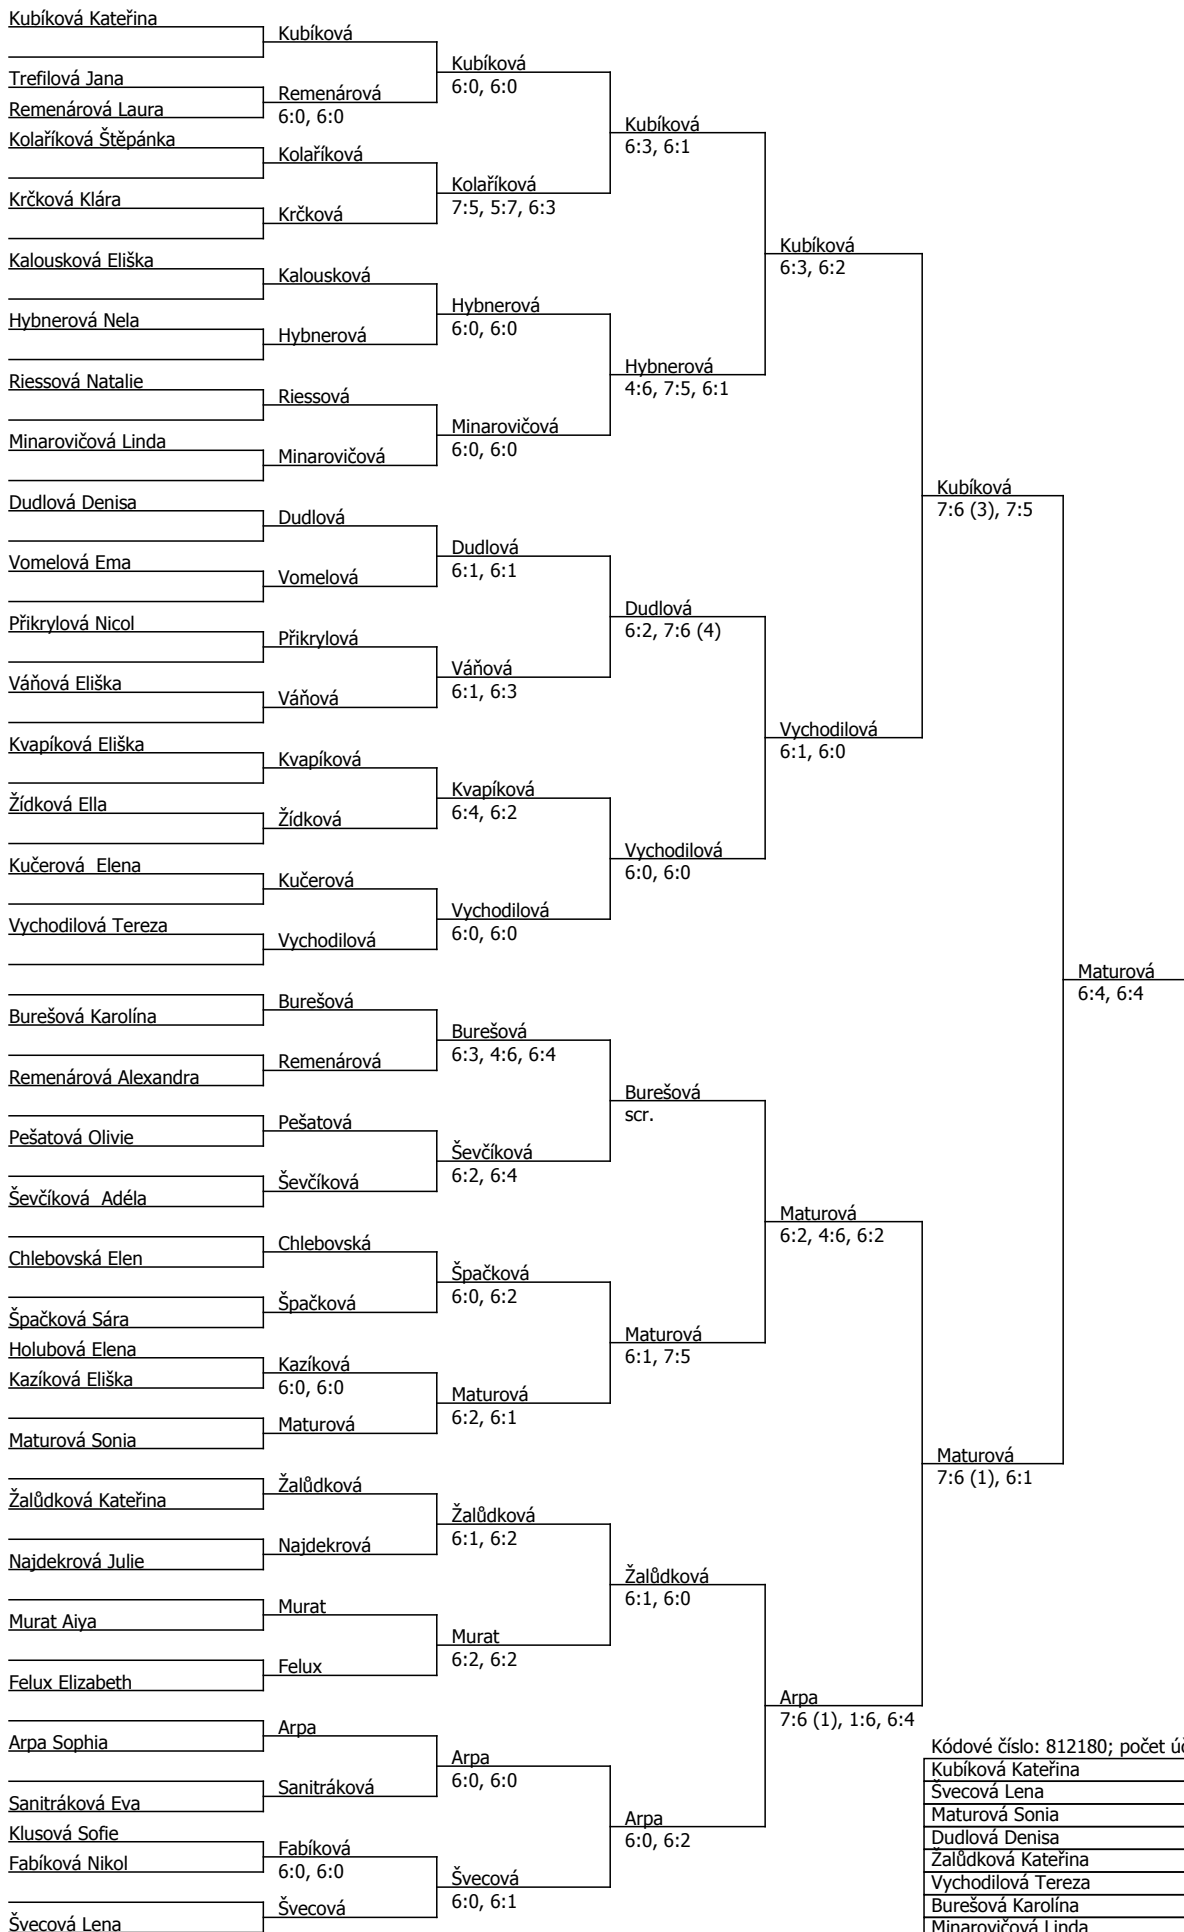 Kubíková Kateřina
Trefilová Jana
Remenárová Laura
Kolaříková Štěpánka
Krčková Klára
Kalousková Eliška
Hybnerová Nela
Riessová Natalie
Minarovičová Linda
Dudlová Denisa
Vomelová Ema
Přikrylová Nicol
Váňová Eliška
Kvapíková Eliška
Žídková Ella
Kučerová  Elena
Vychodilová Tereza
Burešová Karolína
Remenárová Alexandra
Pešatová Olivie
Ševčíková  Adéla
Chlebovská Elen
Špačková Sára
Holubová Elena
Kazíková Eliška
Maturová Sonia
Žalůdková Kateřina
Najdekrová Julie
Murat Aiya
Felux Elizabeth
Arpa Sophia
Sanitráková Eva
Klusová Sofie
Fabíková Nikol
Švecová Lena
Kubíková
Remenárová
6:0, 6:0
Kolaříková
Krčková
Kalousková
Hybnerová
Riessová
Minarovičová
Dudlová
Vomelová
Přikrylová
Váňová
Kvapíková
Žídková
Kučerová
Vychodilová
Burešová
Remenárová
Pešatová
Ševčíková
Chlebovská
Špačková
Kazíková
6:0, 6:0
Maturová
Žalůdková
Najdekrová
Murat
Felux
Arpa
Sanitráková
Fabíková
6:0, 6:0
Švecová
Kubíková
6:0, 6:0
Kolaříková
7:5, 5:7, 6:3
Hybnerová
6:0, 6:0
Minarovičová
6:0, 6:0
Dudlová
6:1, 6:1
Váňová
6:1, 6:3
Kvapíková
6:4, 6:2
Vychodilová
6:0, 6:0
Burešová
6:3, 4:6, 6:4
Ševčíková
6:2, 6:4
Špačková
6:0, 6:2
Maturová
6:2, 6:1
Žalůdková
6:1, 6:2
Murat
6:2, 6:2
Arpa
6:0, 6:0
Švecová
6:0, 6:1
Kubíková
6:3, 6:1
Hybnerová
4:6, 7:5, 6:1
Dudlová
6:2, 7:6 (4)
Vychodilová
6:0, 6:0
Burešová
scr.
Maturová
6:1, 7:5
Žalůdková
6:1, 6:0
Arpa
6:0, 6:2
Kubíková
6:3, 6:2
Vychodilová
6:1, 6:0
Maturová
6:2, 4:6, 6:2
Arpa
7:6 (1), 1:6, 6:4
Kubíková
7:6 (3), 7:5
Maturová
7:6 (1), 6:1
Maturová
6:4, 6:4
Kódové číslo: 812180; počet úč
Kubíková Kateřina
Švecová Lena
Maturová Sonia
Dudlová Denisa
Žalůdková Kateřina
Vychodilová Tereza
Burešová Karolína
Minarovičová Linda